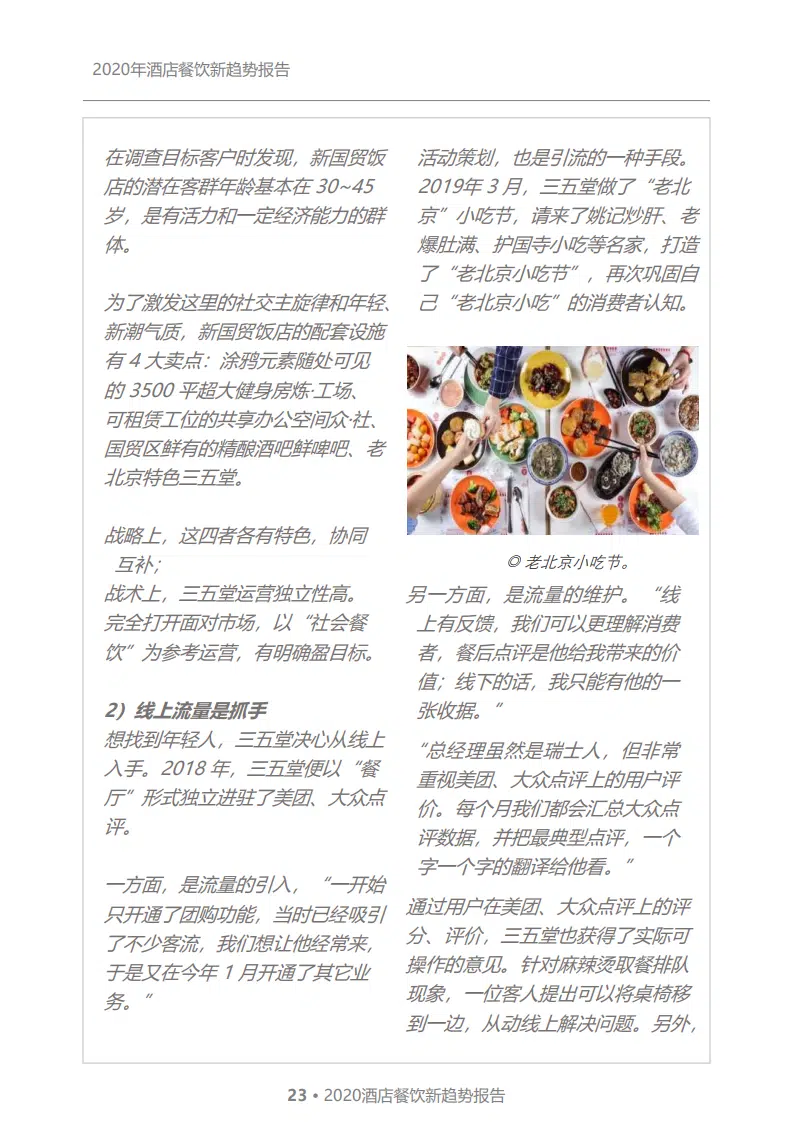 2020年酒店餐饮新趋势报告
在调查目标客户时发现，新国贸饭
店的潜在客群年龄基本在 30~45
岁，是有活力和一定经济能力的群
体。
为了激发这里的社交主旋律和年轻、
新潮气质，新国贸饭店的配套设施
有 4 大卖点：涂鸦元素随处可见
的 3500 平超大健身房炼·工场、
可租赁工位的共享办公空间众·社、
国贸区鲜有的精酿酒吧鲜啤吧、老
北京特色三五堂。
战略上，这四者各有特色，协同
互补；
战术上，三五堂运营独立性高。
完全打开面对市场，以“社会餐
饮”为参考运营，有明确盈目标。
2）线上流量是抓手
想找到年轻人，三五堂决心从线上
入手。2018 年，三五堂便以“餐
厅”形式独立进驻了美团、大众点
评。
一方面，是流量的引入，“一开始
只开通了团购功能，当时已经吸引
了不少客流，我们想让他经常来，
于是又在今年 1 月开通了其它业
务。”
活动策划，也是引流的一种手段。
2019年 3 月，三五堂做了“老北
京”小吃节，请来了姚记炒肝、老
爆肚满、护国寺小吃等名家，打造
了“老北京小吃节”，再次巩固自
己“老北京小吃”的消费者认知。
◎ 老北京小吃节。
另一方面，是流量的维护。“线
上有反馈，我们可以更理解消费
者，餐后点评是他给我带来的价
值；线下的话，我只能有他的一
张收据。”
“总经理虽然是瑞士人，但非常
重视美团、大众点评上的用户评
价。每个月我们都会汇总大众点
评数据，并把最典型点评，一个
字一个字的翻译给他看。”
通过用户在美团、大众点评上的评
分、评价，三五堂也获得了实际可
操作的意见。针对麻辣烫取餐排队
现象，一位客人提出可以将桌椅移
到一边，从动线上解决问题。另外，
23 • 2020酒店餐饮新趋势报告